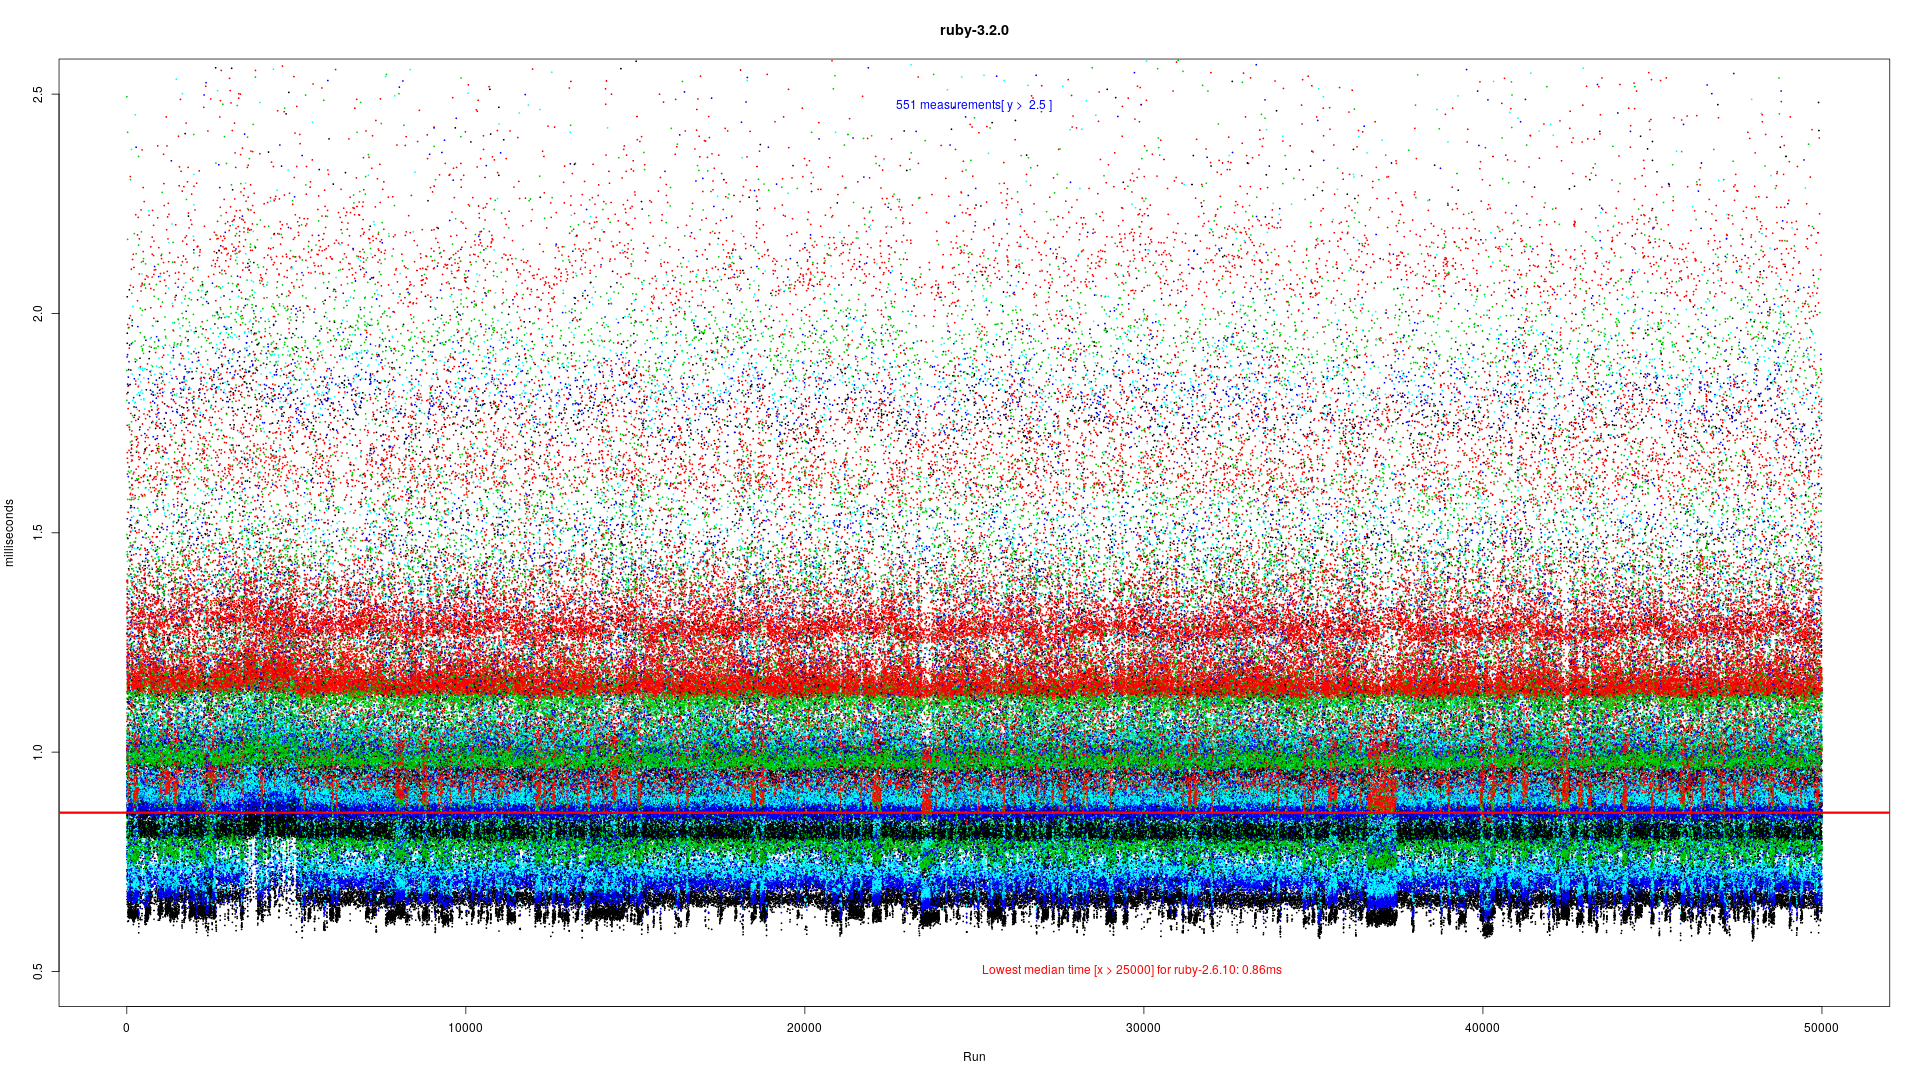 ruby-3.2.0
551 measurements[ y >  2.5 ]
milliseconds
2.5
2.0
1.5
1.0
0.5
Lowest median time [x > 25000] for ruby-2.6.10: 0.86ms
0 10000 20000 30000 40000 50000
Run